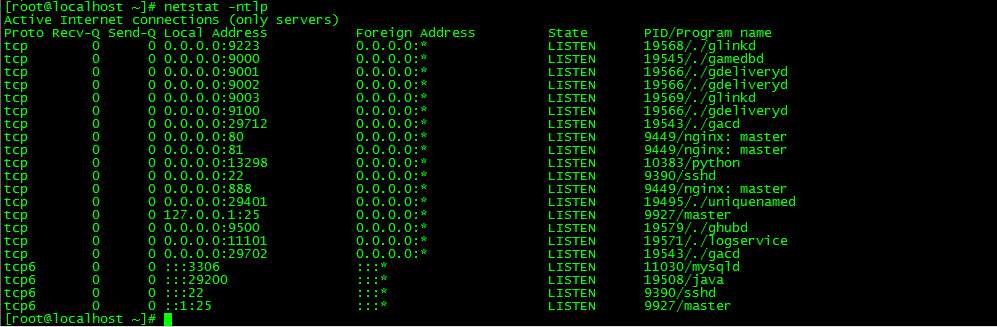 [root@localhost ~]# netstat -ntlp
Active Internet connections (only servers)
Proto Recv-Q Send-Q Local Address           Foreign Address         State       PID/Program name
tcp        0      0 0.0.0.0:9223            0.0.0.0:*               LISTEN      19568/./glinkd
tcp        0      0 0.0.0.0:9000            0.0.0.0:*               LISTEN      19545/./gamedbd
tcp        0      0 0.0.0.0:9001            0.0.0.0:*               LISTEN      19566/./gdeliveryd
tcp        0      0 0.0.0.0:9002            0.0.0.0:*               LISTEN      19566/./gdeliveryd
tcp        0      0 0.0.0.0:9003            0.0.0.0:*               LISTEN      19569/./glinkd
tcp        0      0 0.0.0.0:9100            0.0.0.0:*               LISTEN      19566/./gdeliveryd
tcp        0      0 0.0.0.0:29712           0.0.0.0:*               LISTEN      19543/./gacd
tcp        0      0 0.0.0.0:80              0.0.0.0:*               LISTEN      9449/nginx: master
tcp        0      0 0.0.0.0:81              0.0.0.0:*               LISTEN      9449/nginx: master
tcp        0      0 0.0.0.0:13298           0.0.0.0:*               LISTEN      10383/python
tcp        0      0 0.0.0.0:22              0.0.0.0:*               LISTEN      9390/sshd
tcp        0      0 0.0.0.0:888             0.0.0.0:*               LISTEN      9449/nginx: master
tcp        0      0 0.0.0.0:29401           0.0.0.0:*               LISTEN      19495/./uniquenamed
tcp        0      0 127.0.0.1:25            0.0.0.0:*               LISTEN      9927/master
tcp        0      0 0.0.0.0:9500            0.0.0.0:*               LISTEN      19579/./ghubd
tcp        0      0 0.0.0.0:11101           0.0.0.0:*               LISTEN      19571/./logservice
tcp        0      0 0.0.0.0:29702           0.0.0.0:*               LISTEN      19543/./gacd
tcp6       0      0 :::3306                 :::*                    LISTEN      11030/mysqld
tcp6       0      0 :::29200                :::*                    LISTEN      19508/java
tcp6       0      0 :::22                   :::*                    LISTEN      9390/sshd
tcp6       0      0 ::1:25                  :::*                    LISTEN      9927/master
[root@localhost ~]#